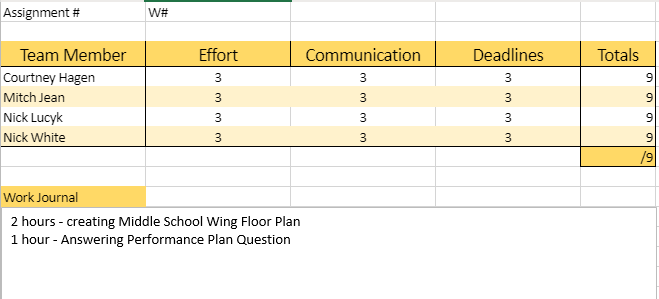 Assignment # W#
Team Member Effort Communication Deadlines Totals
Courtney Hagen 3 3 3 9
Mitch Jean 3 3 3 9
Nick Lucyk 3 3 3 9
Nick White 3 3 3 9
/9
Work Journal
2 hours - creating Middle School Wing Floor Plan
1 hour - Answering Performance Plan Question